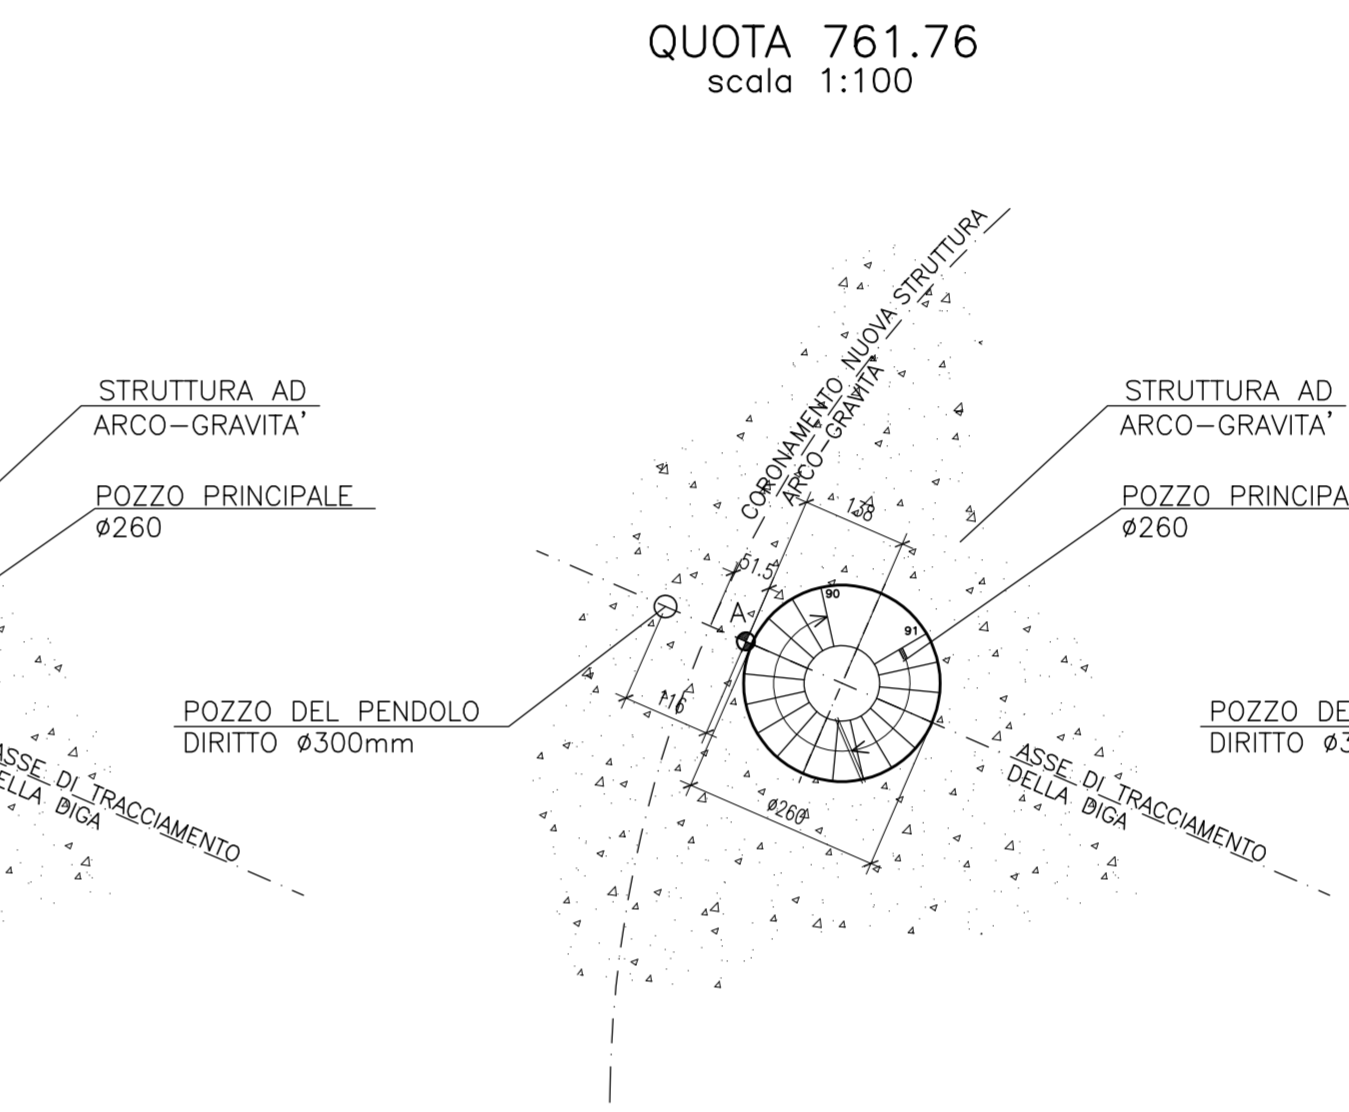 QUOTA 761.76
scala 1:100
STRUTTURA AD
ARCO-GRAVITA'
POZZO PRINCIPALE
ø260
CORONAMENTO NUOVA STRUTTURA
ARCO-GRAVITA'
STRUTTURA AD
ARCO-GRAVITA'
POZZO PRINCIPA
ø260
138
51.5
A
90
91
116
ø260
POZZO DEL PENDOLO
DIRITTO ø300mm
POZZO DE
DIRITTO ø3
ASSE DI TRACCIAMENTO
ELLA DIGA
ASSE DI TRACCIAMENTO
DELLA DIGA